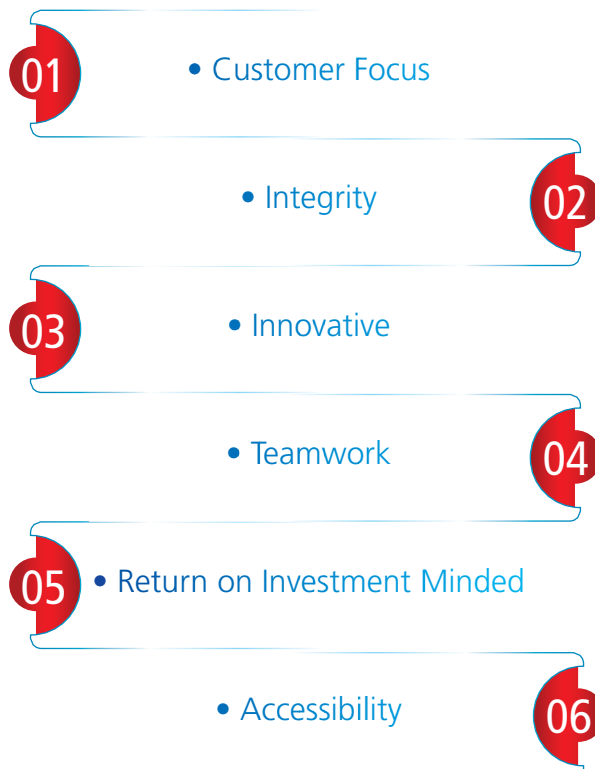 01
• Customer Focus
• Integrity
02
03
• Innovative
• Teamwork
04
05
• Return on Investment Minded
• Accessibility
06